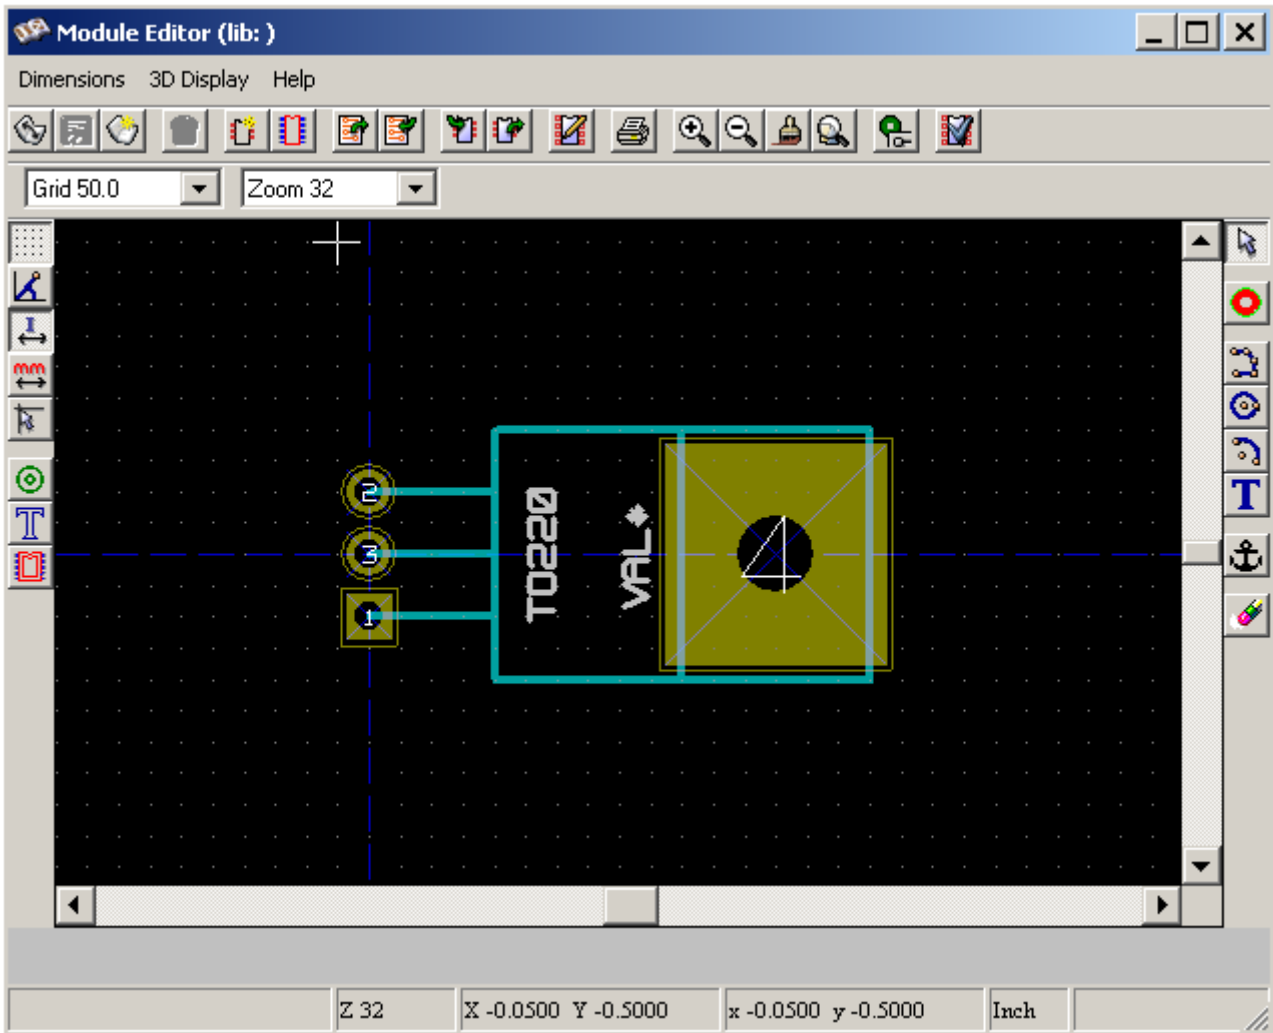 Module Editor (lib: )
Dimensions 3D Display Help
Grid 50.0 Zoom 32
I
mm
T
T
2
3
1
TO220
VAL*
4
Z 32 X -0.0500 Y -0.5000 x -0.0500 y -0.5000 Inch